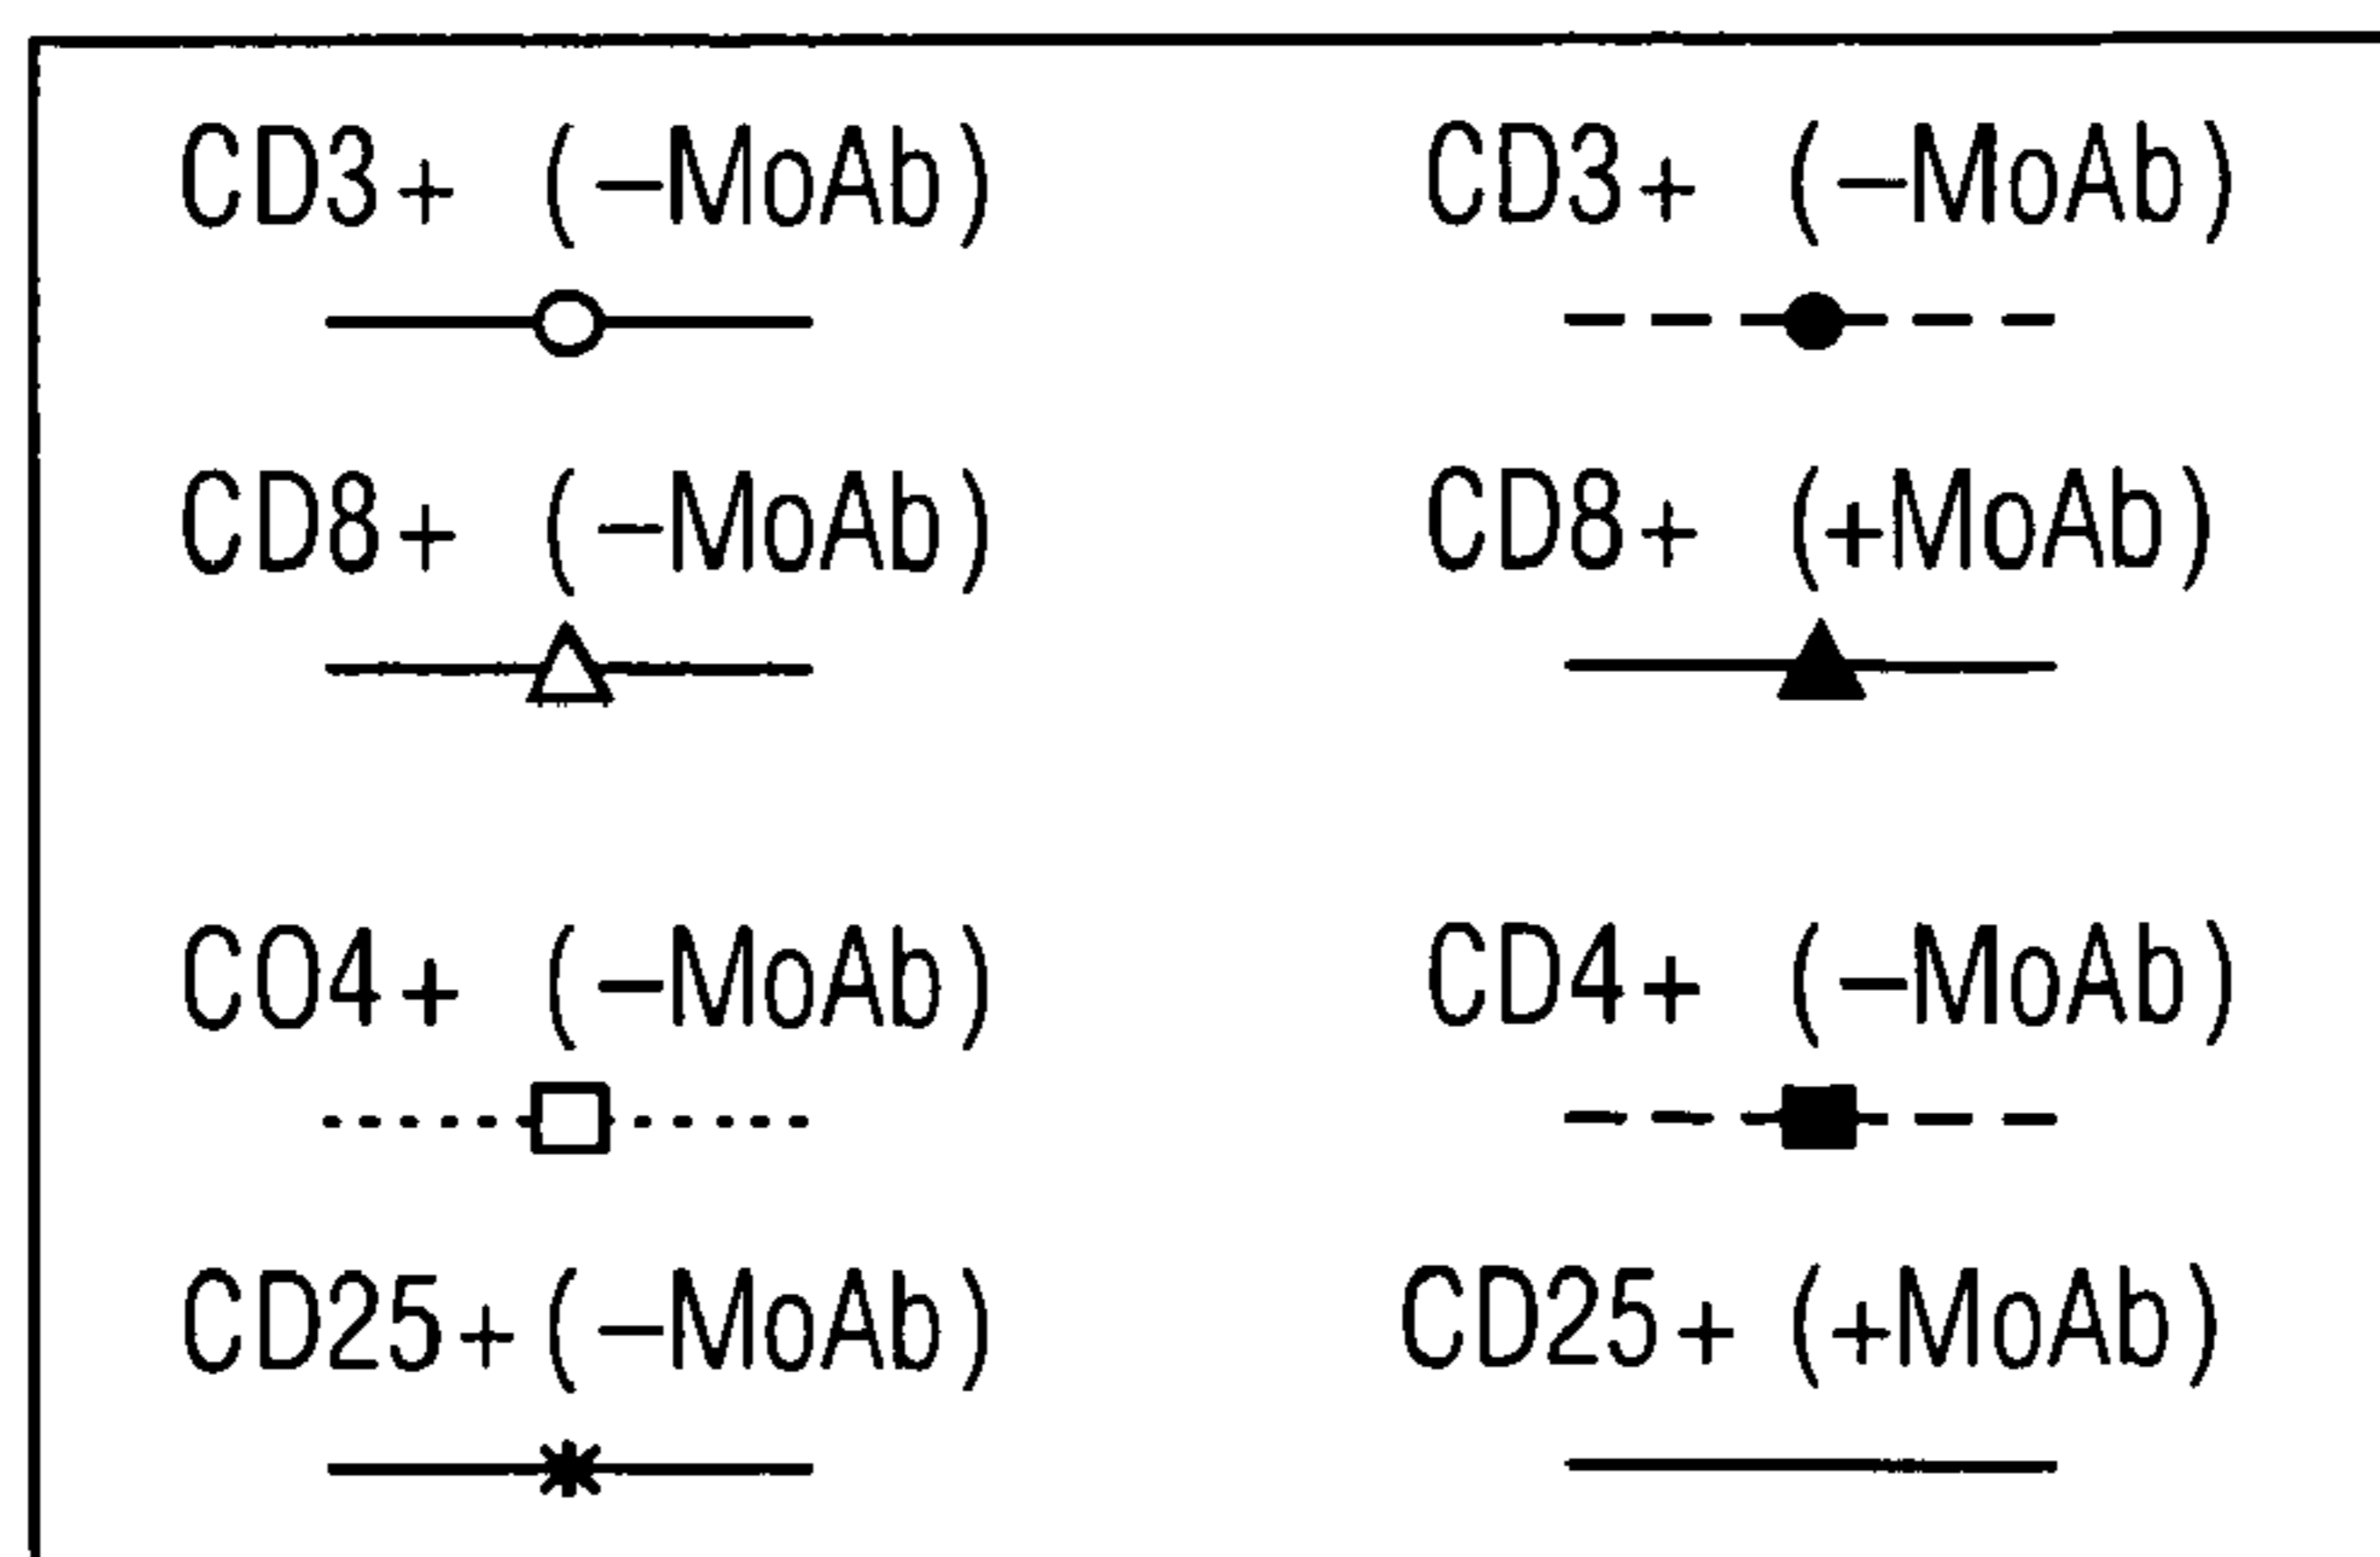 CD3+ (−MoAb) CD3+ (−MoAb)
CD8+ (−MoAb) CD8+ (+MoAb)
CO4+ (−MoAb) CD4+ (−MoAb)
CD25+(−MoAb) CD25+ (+MoAb)